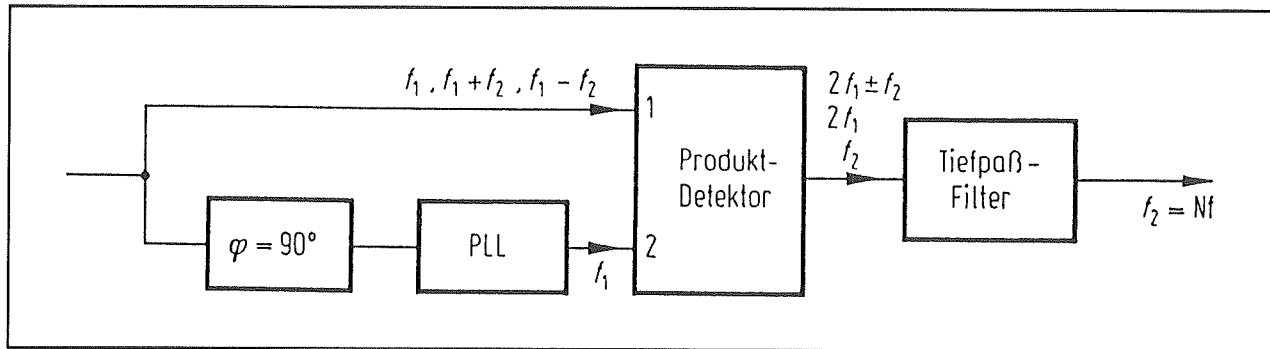 f₁ , f₁ + f₂ , f₁ − f₂
1
Produkt-
Detektor
2
φ = 90°
PLL
f₁
2f₁ ± f₂
2f₁
f₂
Tiefpaß-
Filter
f₂ = Nf